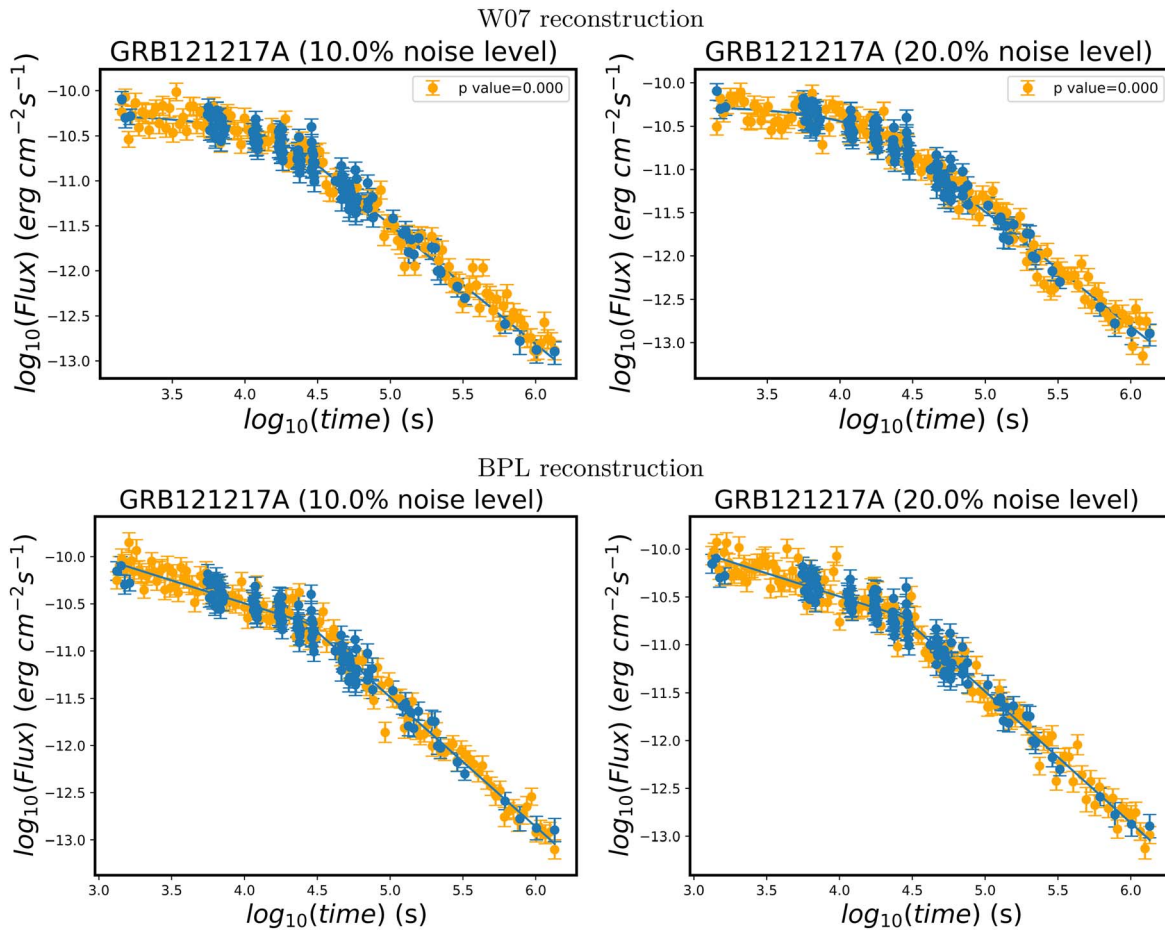 W07 reconstruction
GRB121217A (10.0% noise level)
p value=0.000
log10(Flux) (erg cm−2s−1)
−10.0
−10.5
−11.0
−11.5
−12.0
−12.5
−13.0
3.5 4.0 4.5 5.0 5.5 6.0
log10(time) (s)
GRB121217A (20.0% noise level)
p value=0.000
log10(Flux) (erg cm−2s−1)
−10.0
−10.5
−11.0
−11.5
−12.0
−12.5
−13.0
3.5 4.0 4.5 5.0 5.5 6.0
log10(time) (s)
BPL reconstruction
GRB121217A (10.0% noise level)
log10(Flux) (erg cm−2s−1)
−10.0
−10.5
−11.0
−11.5
−12.0
−12.5
−13.0
3.0 3.5 4.0 4.5 5.0 5.5 6.0
log10(time) (s)
GRB121217A (20.0% noise level)
log10(Flux) (erg cm−2s−1)
−10.0
−10.5
−11.0
−11.5
−12.0
−12.5
−13.0
3.0 3.5 4.0 4.5 5.0 5.5 6.0
log10(time) (s)